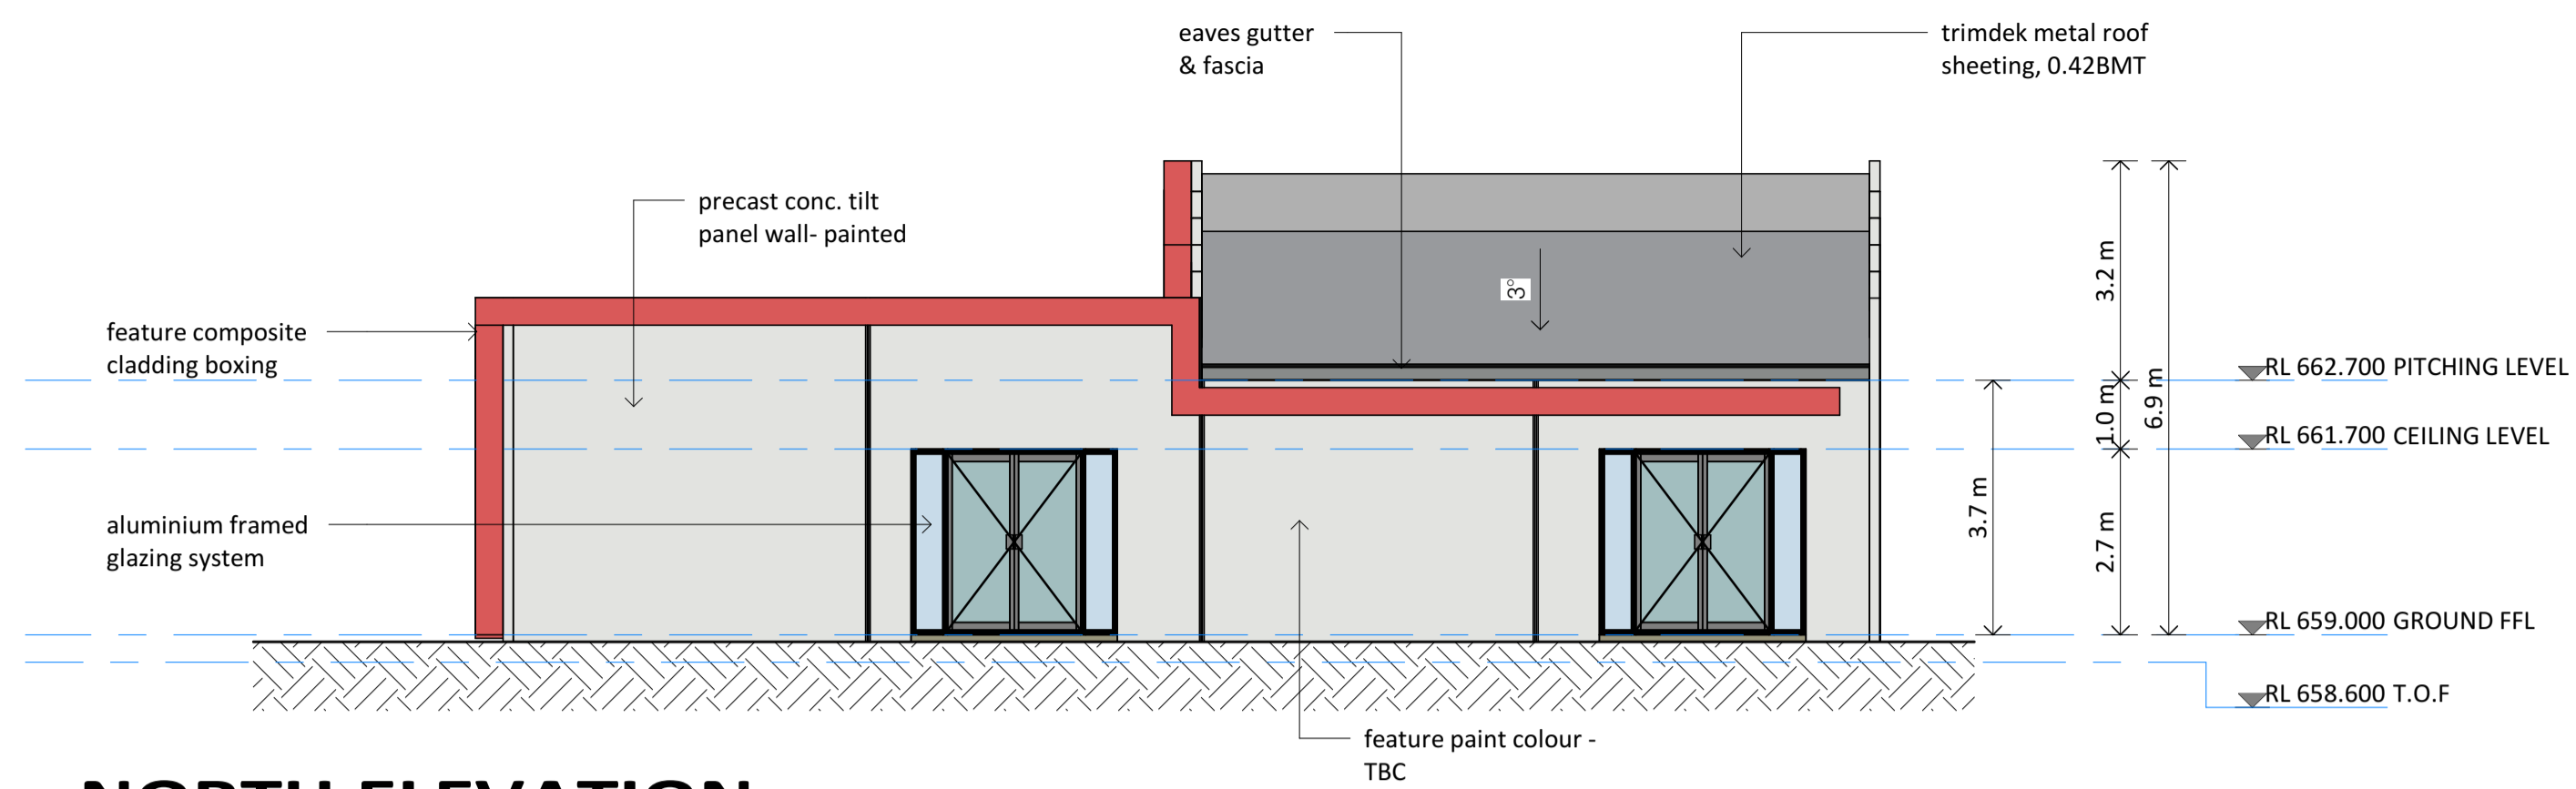 eaves gutter
& fascia
trimdek metal roof
sheeting, 0.42BMT
precast conc. tilt
panel wall- painted
feature composite
cladding boxing
aluminium framed
glazing system
3°
3.2 m
1.0 m
6.9 m
3.7 m
2.7 m
RL 662.700 PITCHING LEVEL
RL 661.700 CEILING LEVEL
RL 659.000 GROUND FFL
RL 658.600 T.O.F
feature paint colour -
TBC
NORTH ELEVATION